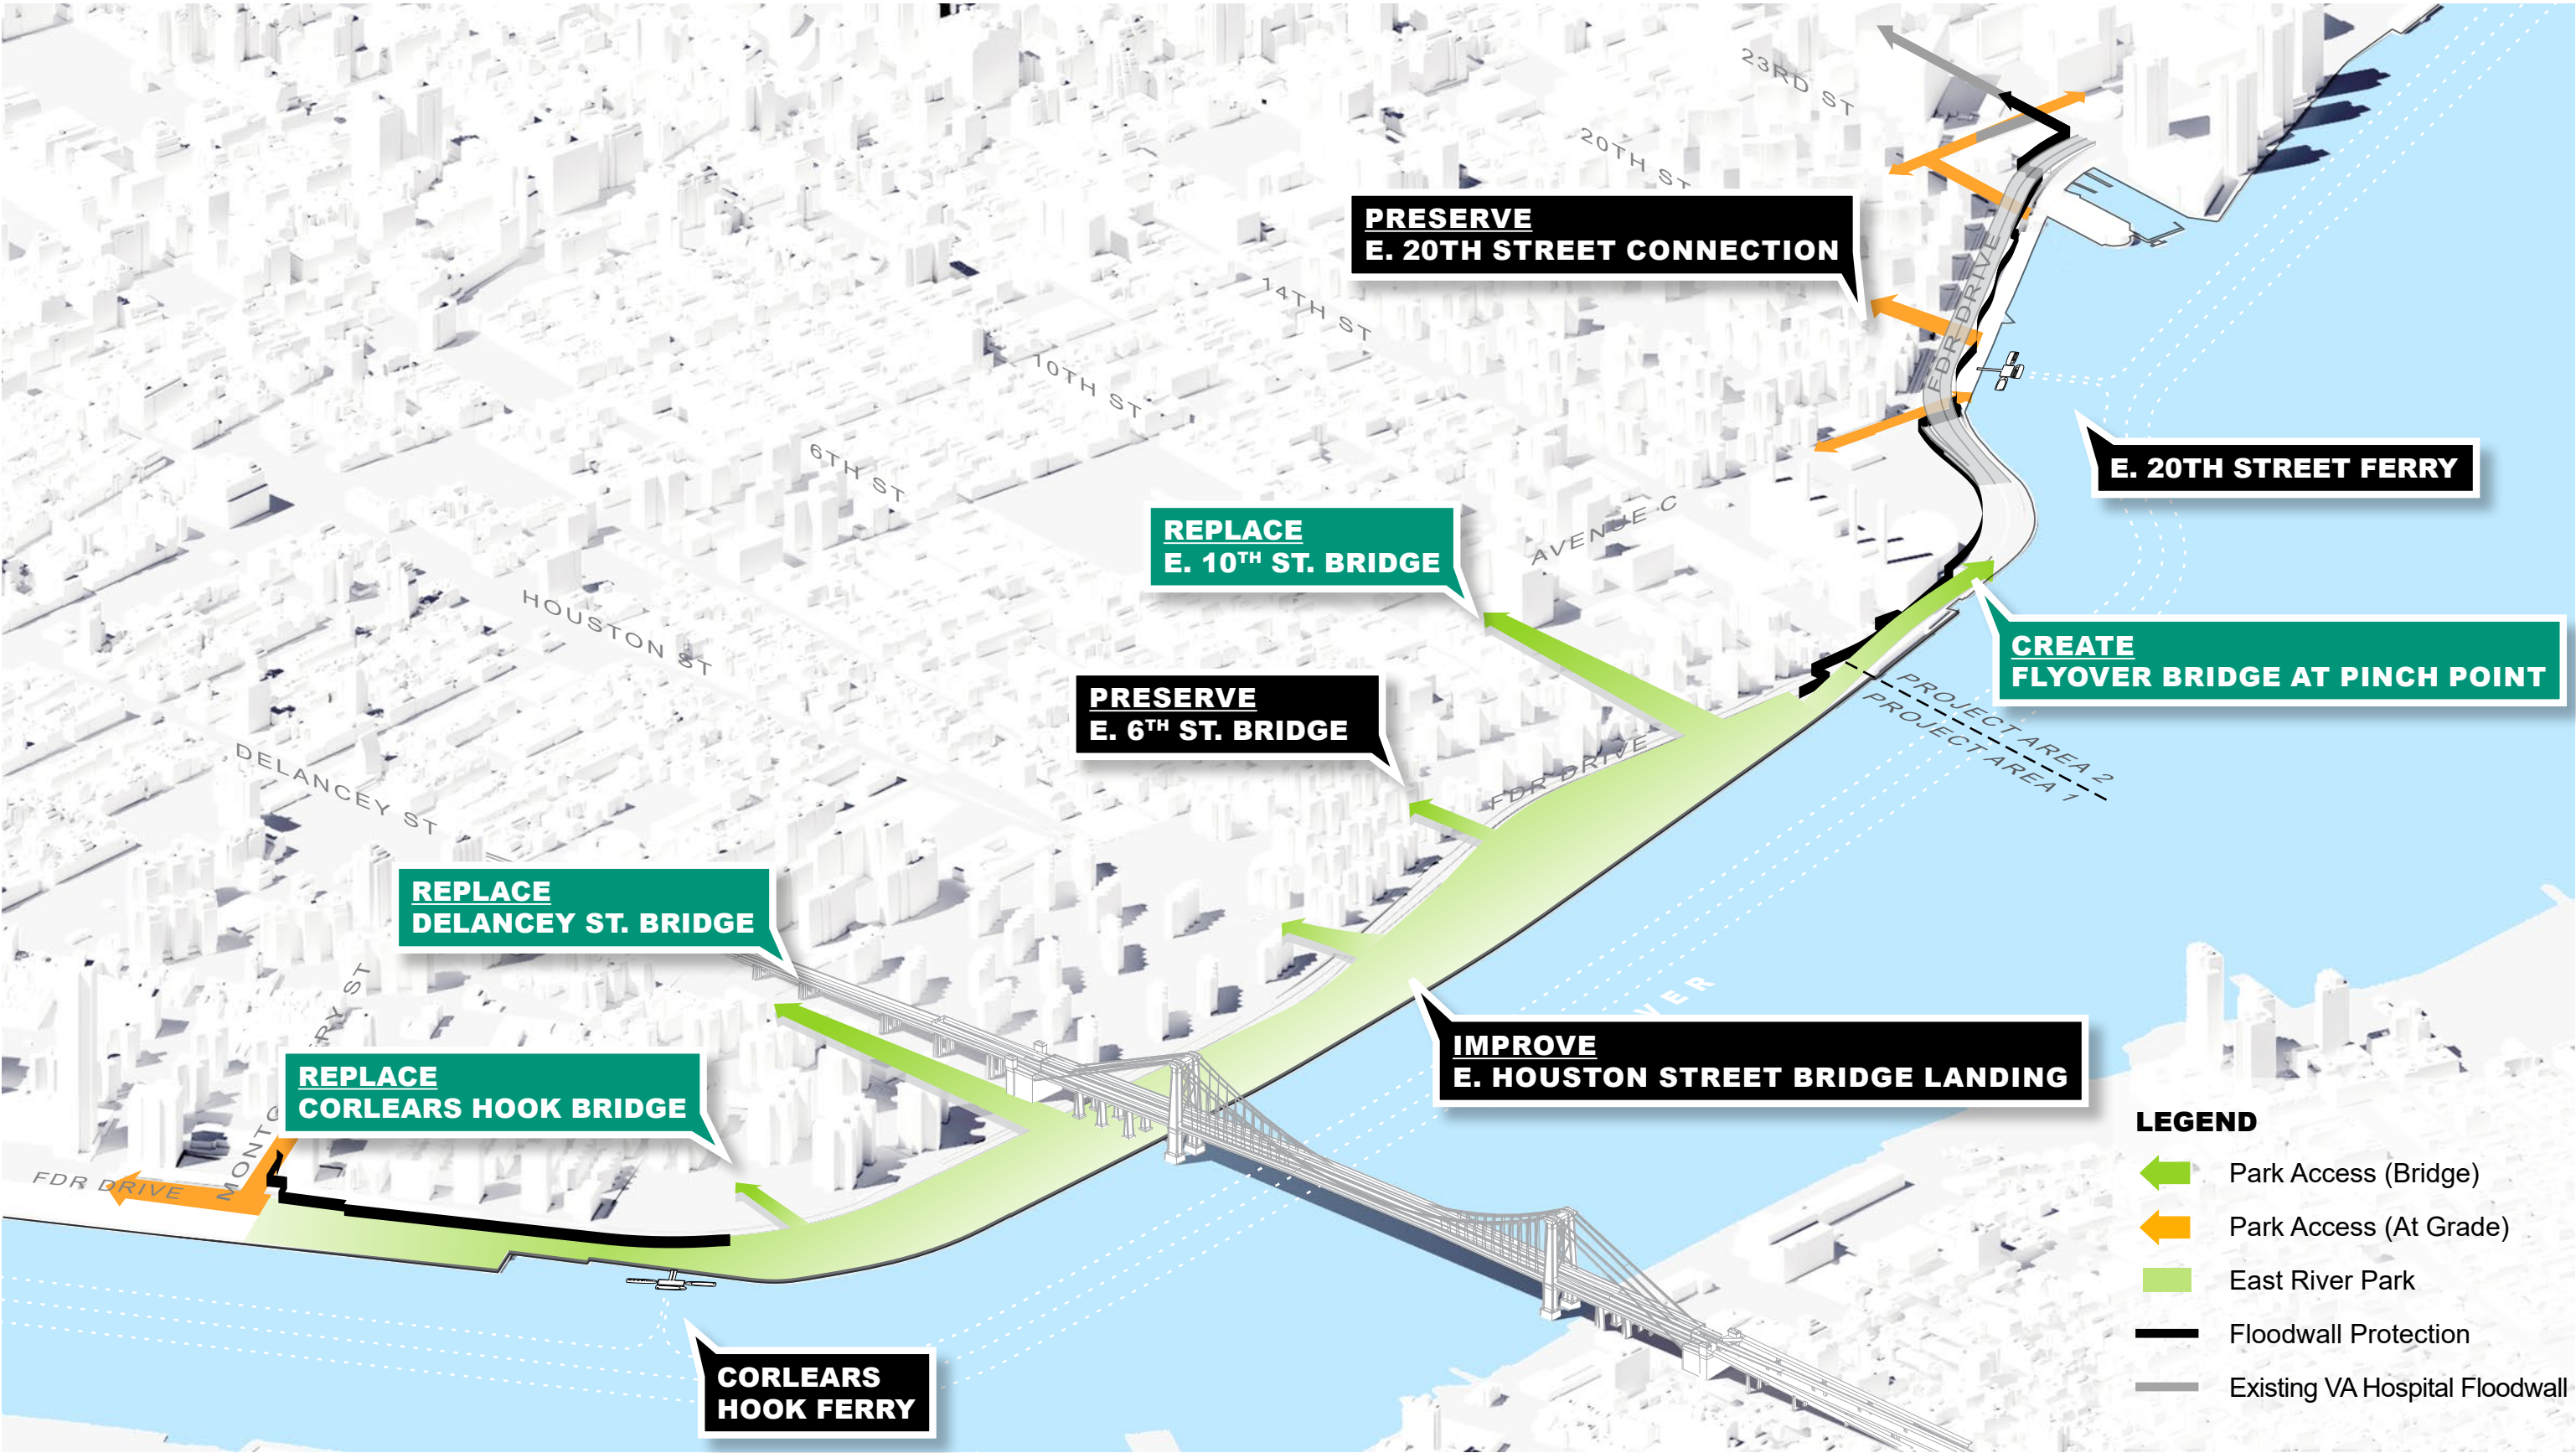 23RD ST
20TH ST
PRESERVE
E. 20TH STREET CONNECTION
FDR DRIVE
14TH ST
10TH ST
6TH ST
E. 20TH STREET FERRY
AVENUE C
REPLACE
E. 10TH ST. BRIDGE
HOUSTON ST
CREATE
FLYOVER BRIDGE AT PINCH POINT
PROJECT AREA 2
PROJECT AREA 1
PRESERVE
E. 6TH ST. BRIDGE
FDR DRIVE
DELANCEY ST
REPLACE
DELANCEY ST. BRIDGE
VER
IMPROVE
E. HOUSTON STREET BRIDGE LANDING
REPLACE
CORLEARS HOOK BRIDGE
MONTG RY ST
FDR DRIVE
CORLEARS
HOOK FERRY
LEGEND
Park Access (Bridge)
Park Access (At Grade)
East River Park
Floodwall Protection
Existing VA Hospital Floodwall